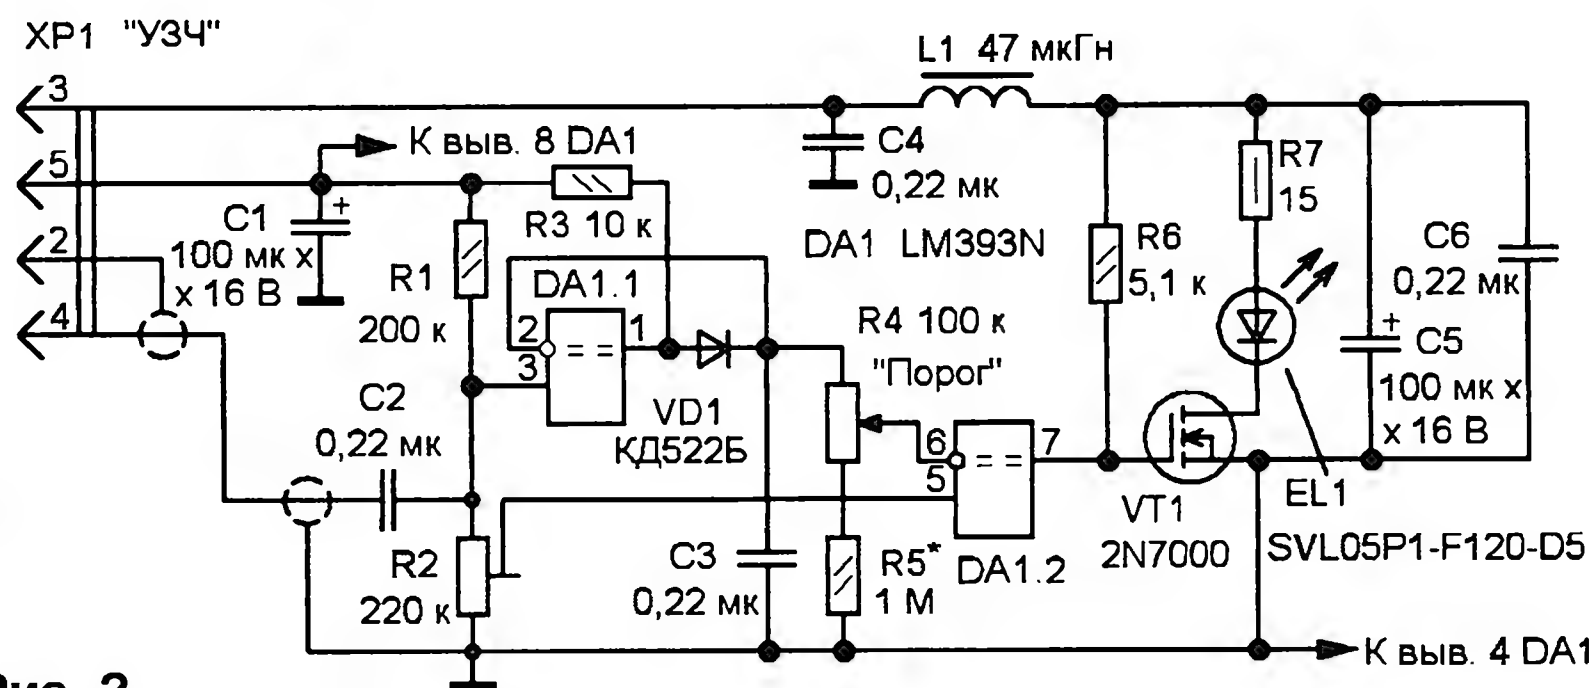 XP1 "УЗЧ"
L1 47 мкГн
3
К выв. 8 DA1
C4
0,22 мк
R7
15
5
C1
+
100 мк x
x 16 В
R3 10 к
DA1 LM393N
R6
5,1 к
C6
0,22 мк
2
R1
200 к
DA1.1
2
3
= =
1
R4 100 к
"Порог"
+
C5
100 мк x
x 16 В
4
C2
0,22 мк
VD1
КД522Б
6
5
= =
7
VT1
2N7000
EL1
SVL05P1-F120-D5
R2
220 к
C3
0,22 мк
R5*
1 М
DA1.2
К выв. 4 DA1